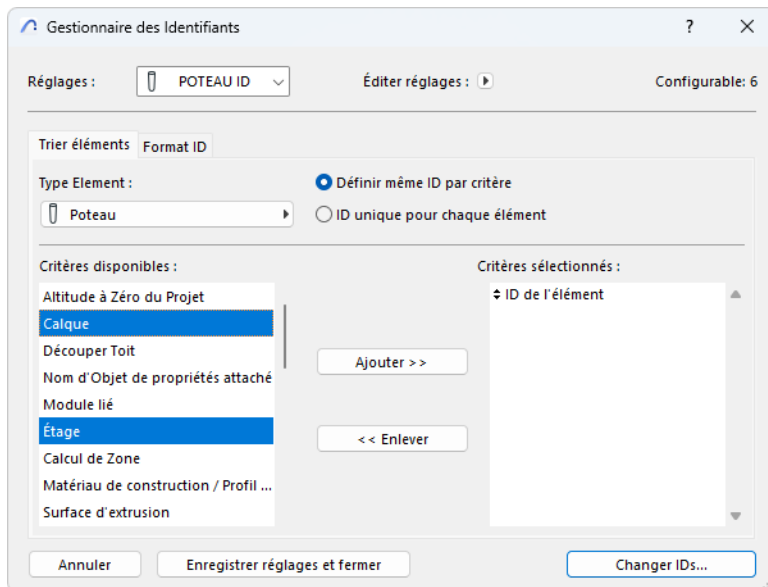 Gestionnaire des Identifiants
Réglages : POTEAU ID Éditer réglages : Configurable: 6
Trier éléments Format ID
Type Element :
Poteau
Définir même ID par critère
ID unique pour chaque élément
Critères disponibles :
Altitude à Zéro du Projet
Calque
Découper Toit
Nom d'Objet de propriétés attaché
Module lié
Étage
Calcul de Zone
Matériau de construction / Profil ...
Surface d'extrusion
Ajouter >>
<< Enlever
Critères sélectionnés :
ID de l'élément
Annuler Enregistrer réglages et fermer Changer IDs...